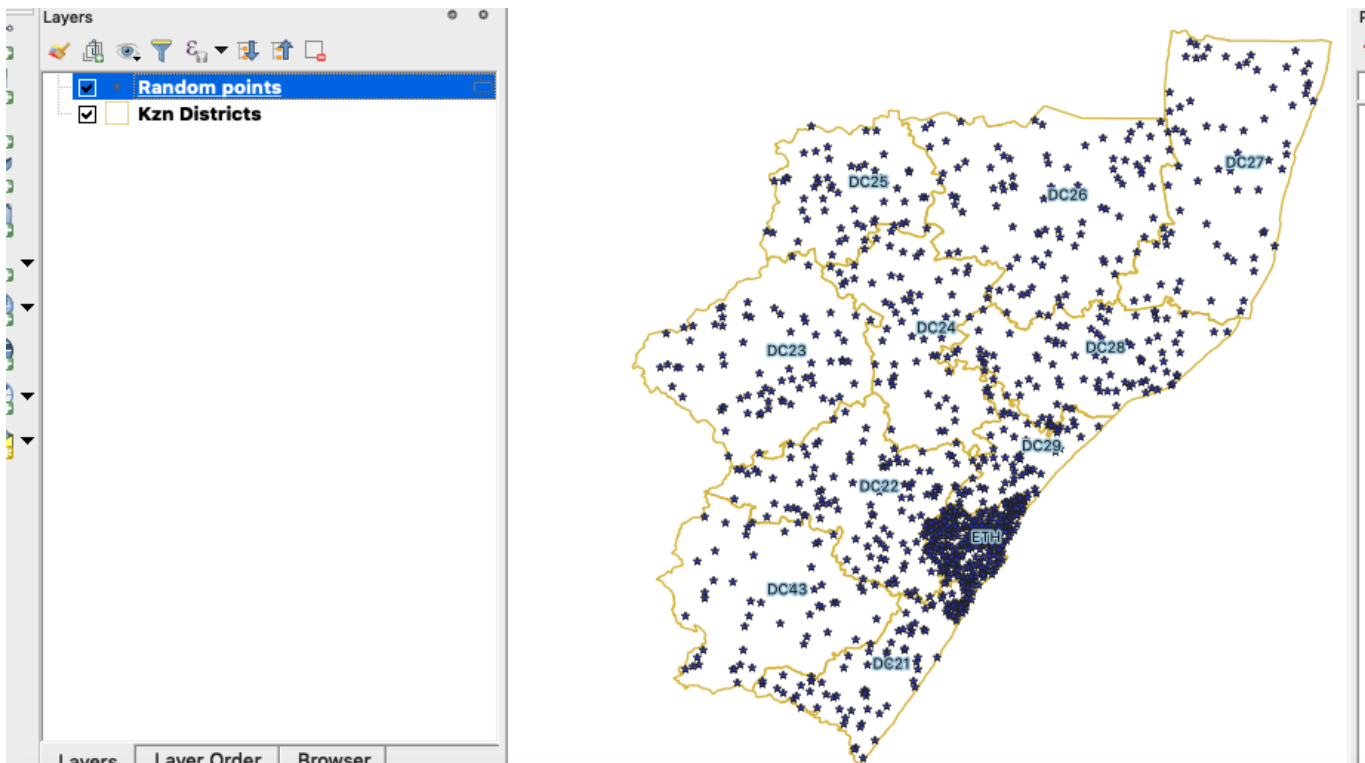 Layers
Random points
Kzn Districts
DC27
DC25
DC26
DC24
DC23
DC28
DC29
DC22
ETH
DC43
DC21
Layers
Layer Order
Browser